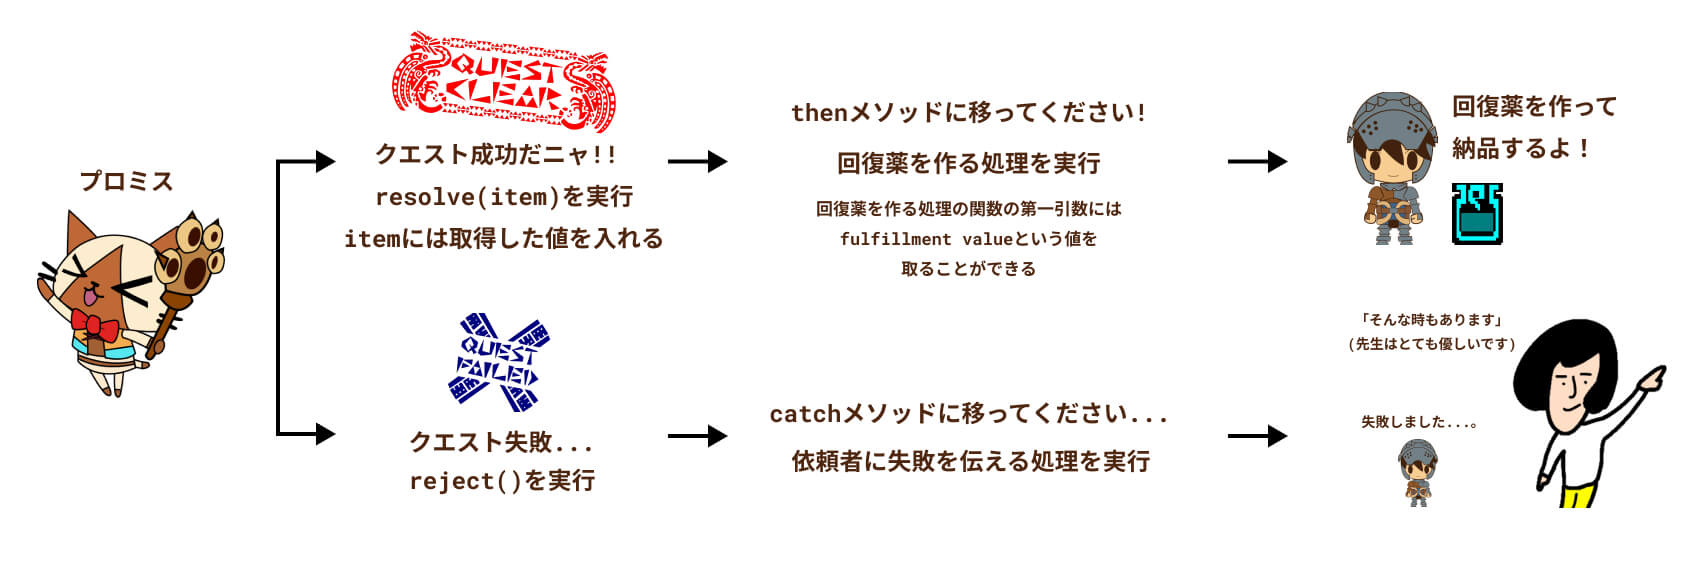 プロミス
QUEST
CLEAR
クエスト成功だニャ!!
resolve(item)を実行
itemには取得した値を入れる
thenメソッドに移ってください!
回復薬を作る処理を実行
回復薬を作る処理の関数の第一引数には
fulfillment valueという値を
取ることができる
回復薬を作って
納品するよ！
QUEST
FAILED
クエスト失敗...
reject()を実行
catchメソッドに移ってください...
依頼者に失敗を伝える処理を実行
「そんな時もあります」
(先生はとても優しいです)
失敗しました...。